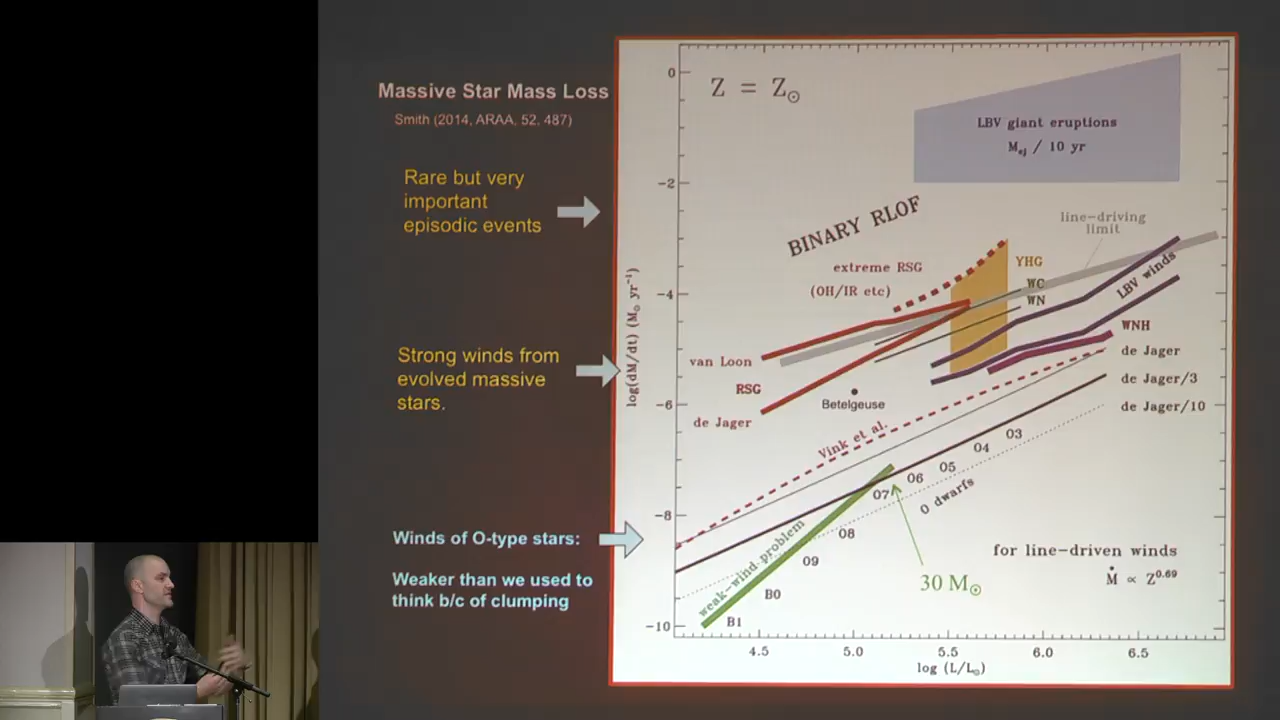 Massive Star Mass Loss
Smith (2014, ARAA, 52, 487)
Rare but very
important
episodic events
Strong winds from
evolved massive
stars.
Winds of O-type stars:
Weaker than we used to
think b/c of clumping
Z = Z☉
LBV giant eruptions
Mej / 10 yr
BINARY RLOF
line-driving
limit
extreme RSG
(OH/IR etc)
YHG
WC
WN
LBV winds
van Loon
RSG
de Jager
Betelgeuse
WNH
de Jager
de Jager/3
de Jager/10
Vink et al.
O3
O4
O5
O6
O7
O8
O9
B0
B1
O dwarfs
weak-wind-problem
30 M☉
for line-driven winds
Ṁ ∝ Z^0.69
log(dM/dt) (M☉ yr⁻¹)
0
−2
−4
−6
−8
−10
4.5 5.0 5.5 6.0 6.5
log (L/L☉)